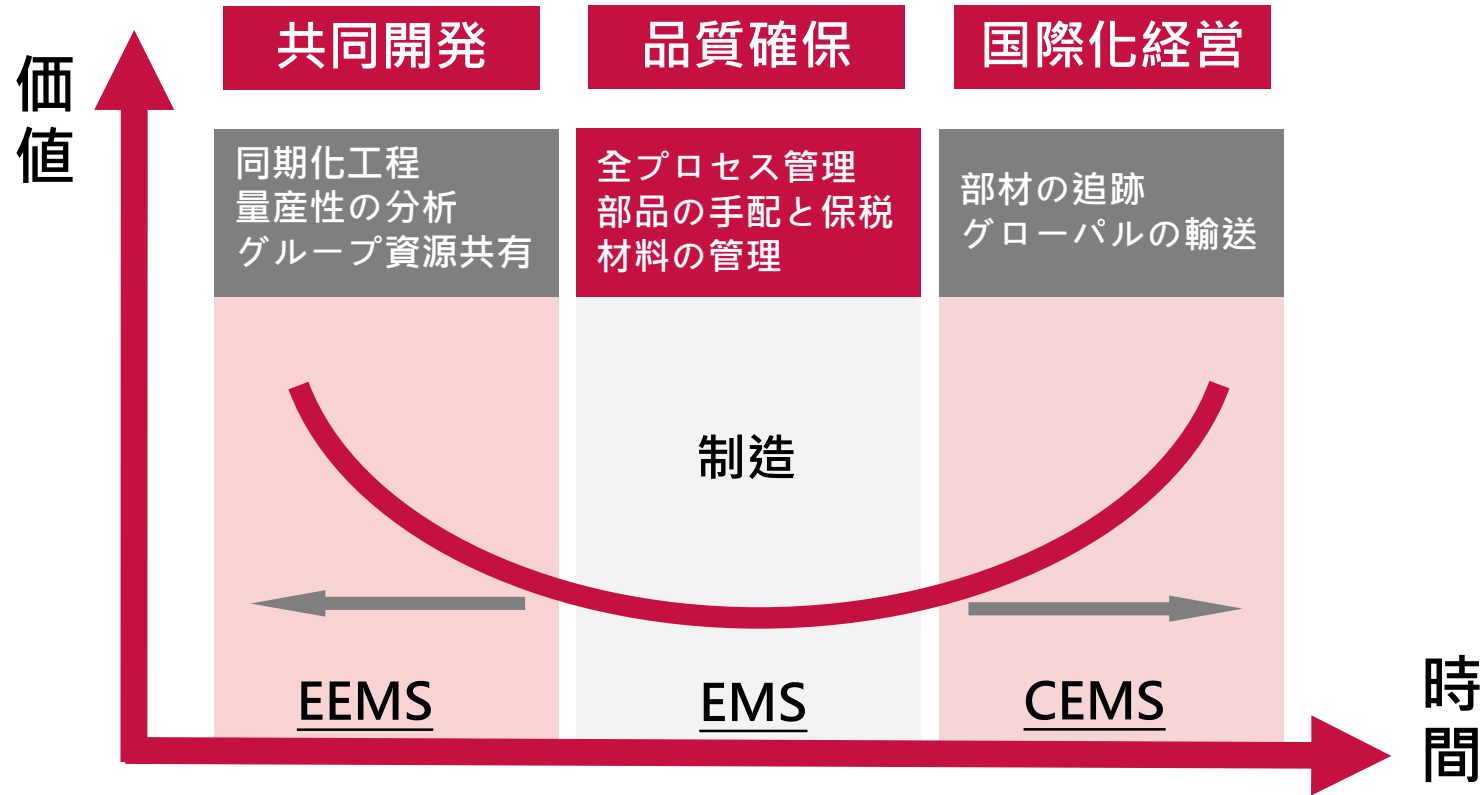 価値
共同開発
品質確保
国際化経営
同期化工程
量産性の分析
グループ資源共有
全プロセス管理
部品の手配と保税
材料の管理
部材の追跡
グローバルの輸送
制造
EEMS
EMS
CEMS
時間